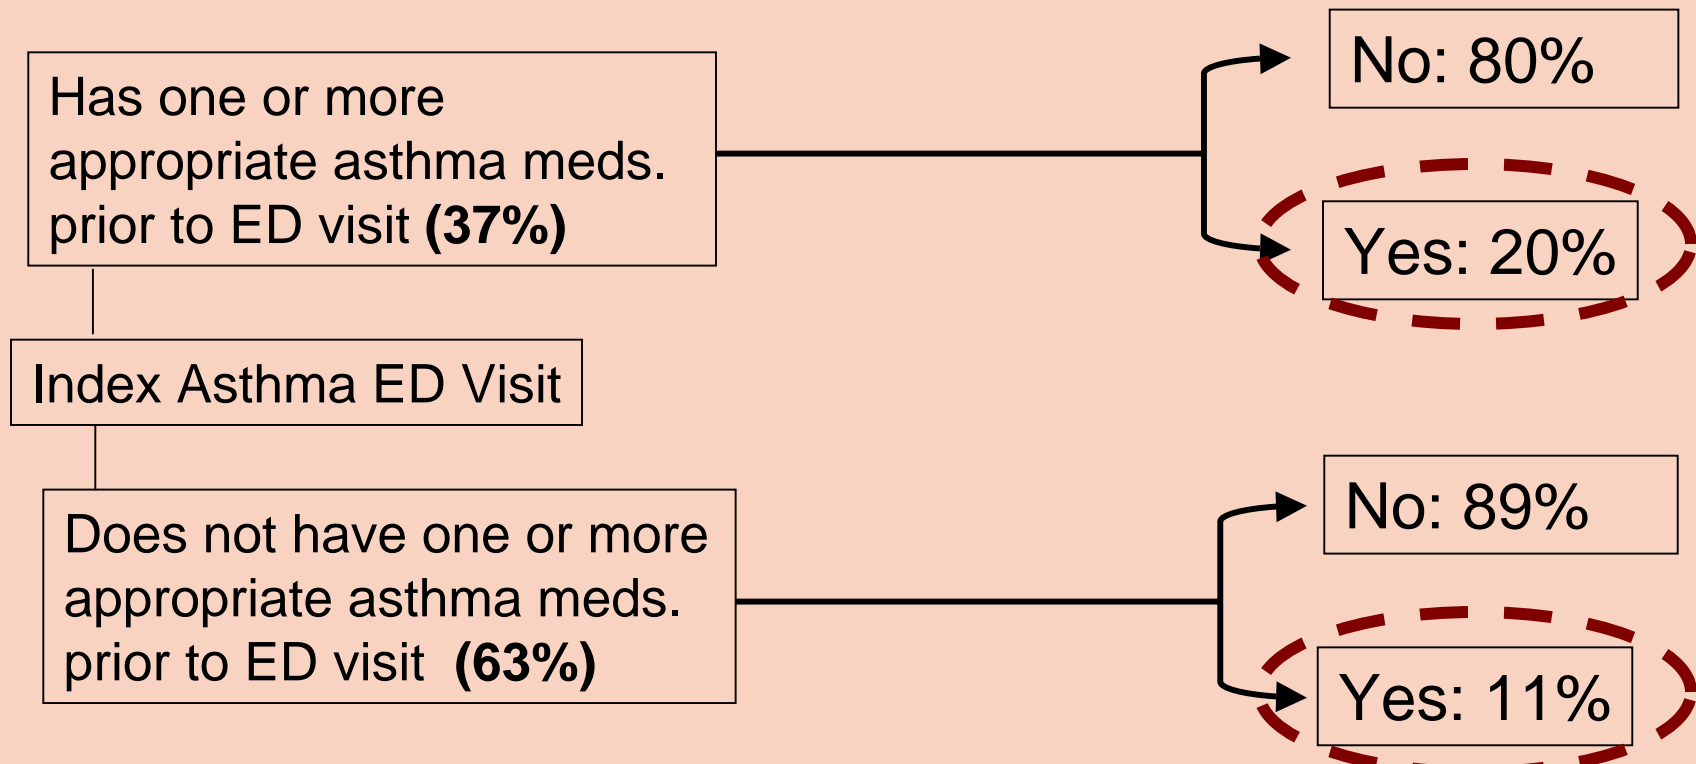 Has one or more
appropriate asthma meds.
prior to ED visit (37%)
No: 80%
Yes: 20%
Index Asthma ED Visit
Does not have one or more
appropriate asthma meds.
prior to ED visit (63%)
No: 89%
Yes: 11%